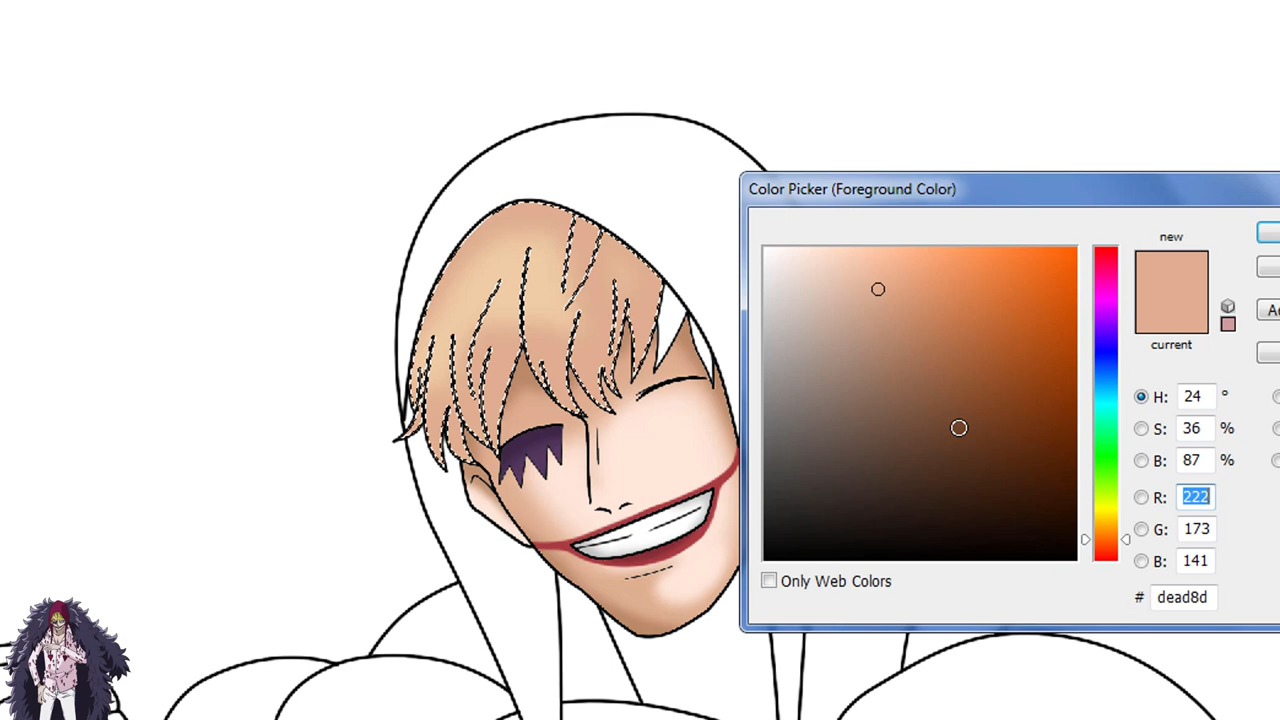 Color Picker (Foreground Color)
new
current
H: 24 °
S: 36 %
B: 87 %
R: 222
G: 173
B: 141
# dead8d
Only Web Colors